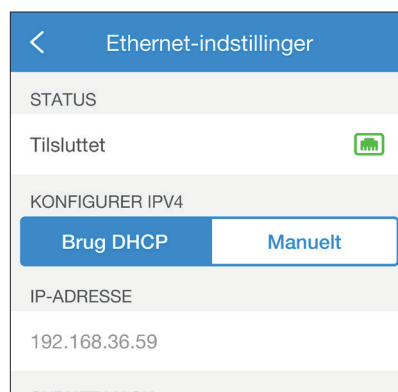 Ethernet-indstillinger
STATUS
Tilsluttet
KONFIGURER IPV4
Brug DHCP Manuelt
IP-ADRESSE
192.168.36.59